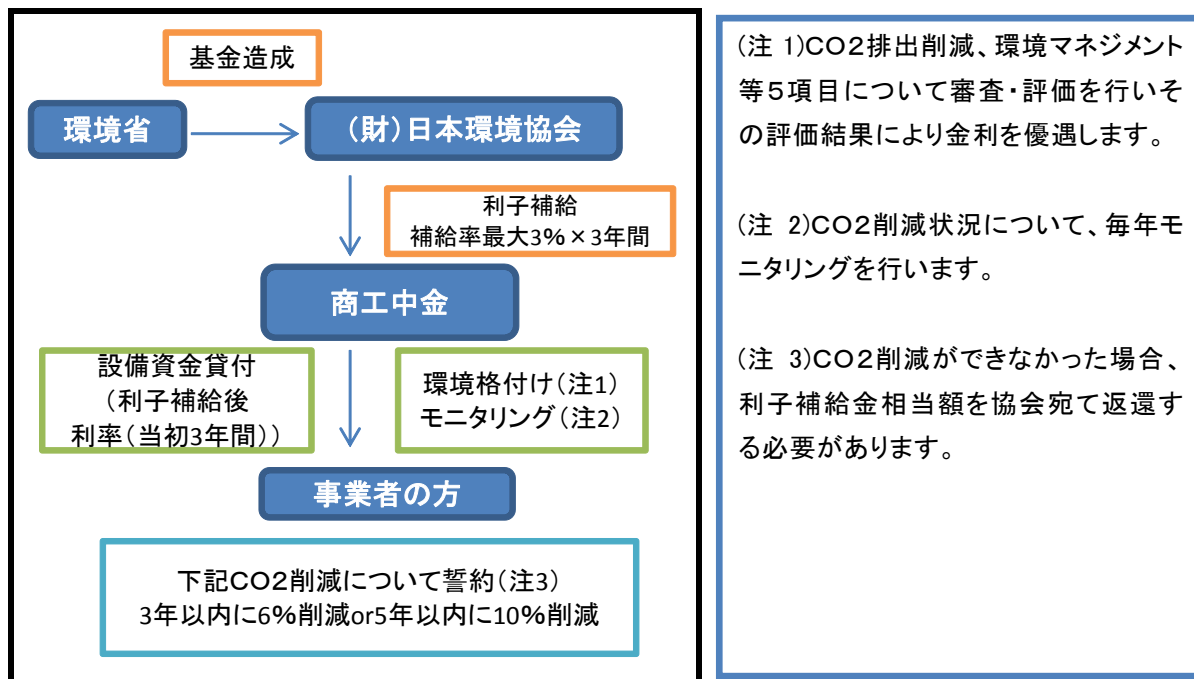 基金造成
環境省
(財)日本環境協会
利子補給
補給率最大3%×3年間
商工中金
設備資金貸付
(利子補給後
利率(当初3年間))
環境格付け(注1)
モニタリング(注2)
事業者の方
下記CO2削減について誓約(注3)
3年以内に6%削減or5年以内に10%削減
(注 1)CO2排出削減、環境マネジメント
等5項目について審査・評価を行いそ
の評価結果により金利を優遇します。
(注 2)CO2削減状況について、毎年モ
ニタリングを行います。
(注 3)CO2削減ができなかった場合、
利子補給金相当額を協会宛て返還す
る必要があります。